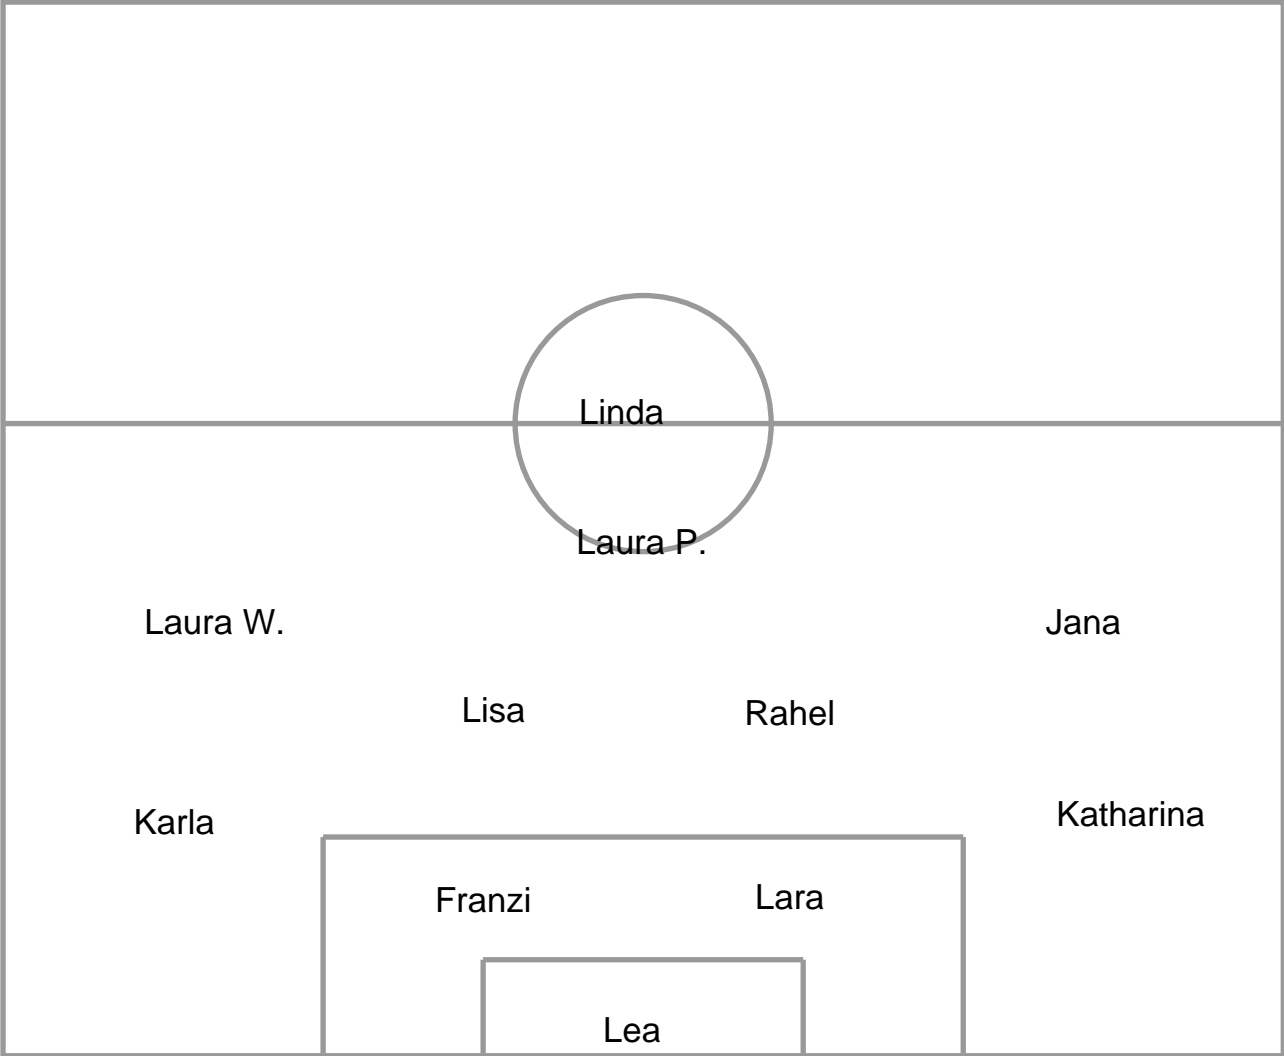 Linda
Laura P.
Laura W.
Jana
Lisa
Rahel
Karla
Katharina
Franzi
Lara
Lea